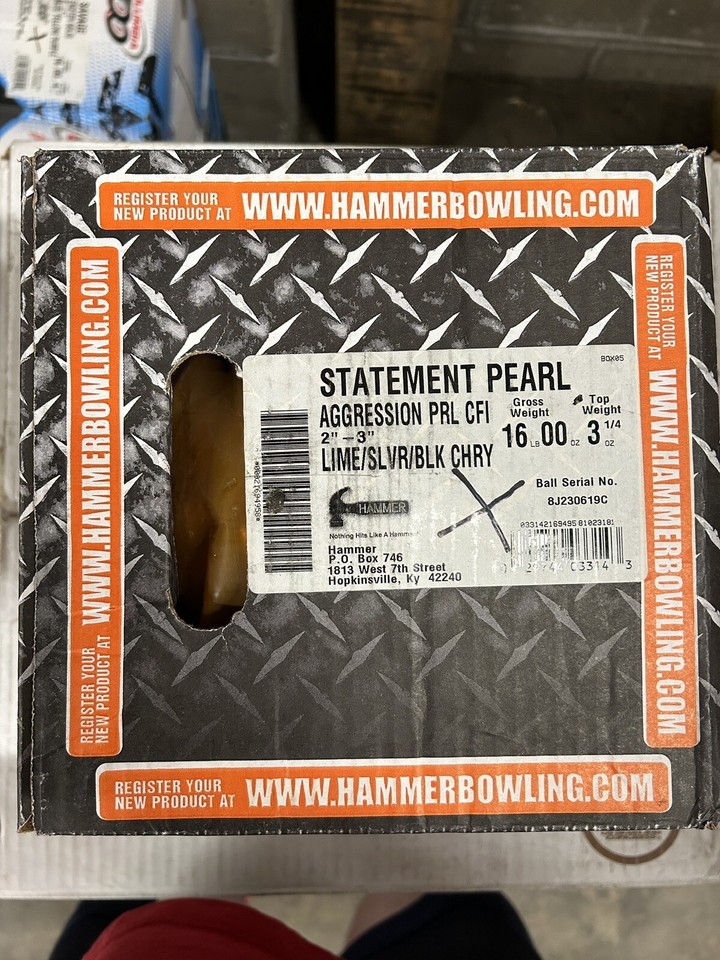 REGISTER YOUR
NEW PRODUCT AT
WWW.HAMMERBOWLING.COM
REGISTER YOUR
NEW PRODUCT AT
WWW.HAMMERBOWLING.COM
REGISTER YOUR
NEW PRODUCT AT
WWW.HAMMERBOWLING.COM
BOX05
STATEMENT PEARL
AGGRESSION PRL CFI
2"-3"
LIME/SLVR/BLK CHRY
Gross
Weight
16 LB 00 OZ
Top
Weight
3 1/4 OZ
Ball Serial No.
8J230619C
HAMMER
Nothing Hits Like A Hammer
Hammer
P.O. Box 746
1813 West 7th Street
Hopkinsville, Ky 42240
033142169495 81023181
REGISTER YOUR
NEW PRODUCT AT
WWW.HAMMERBOWLING.COM